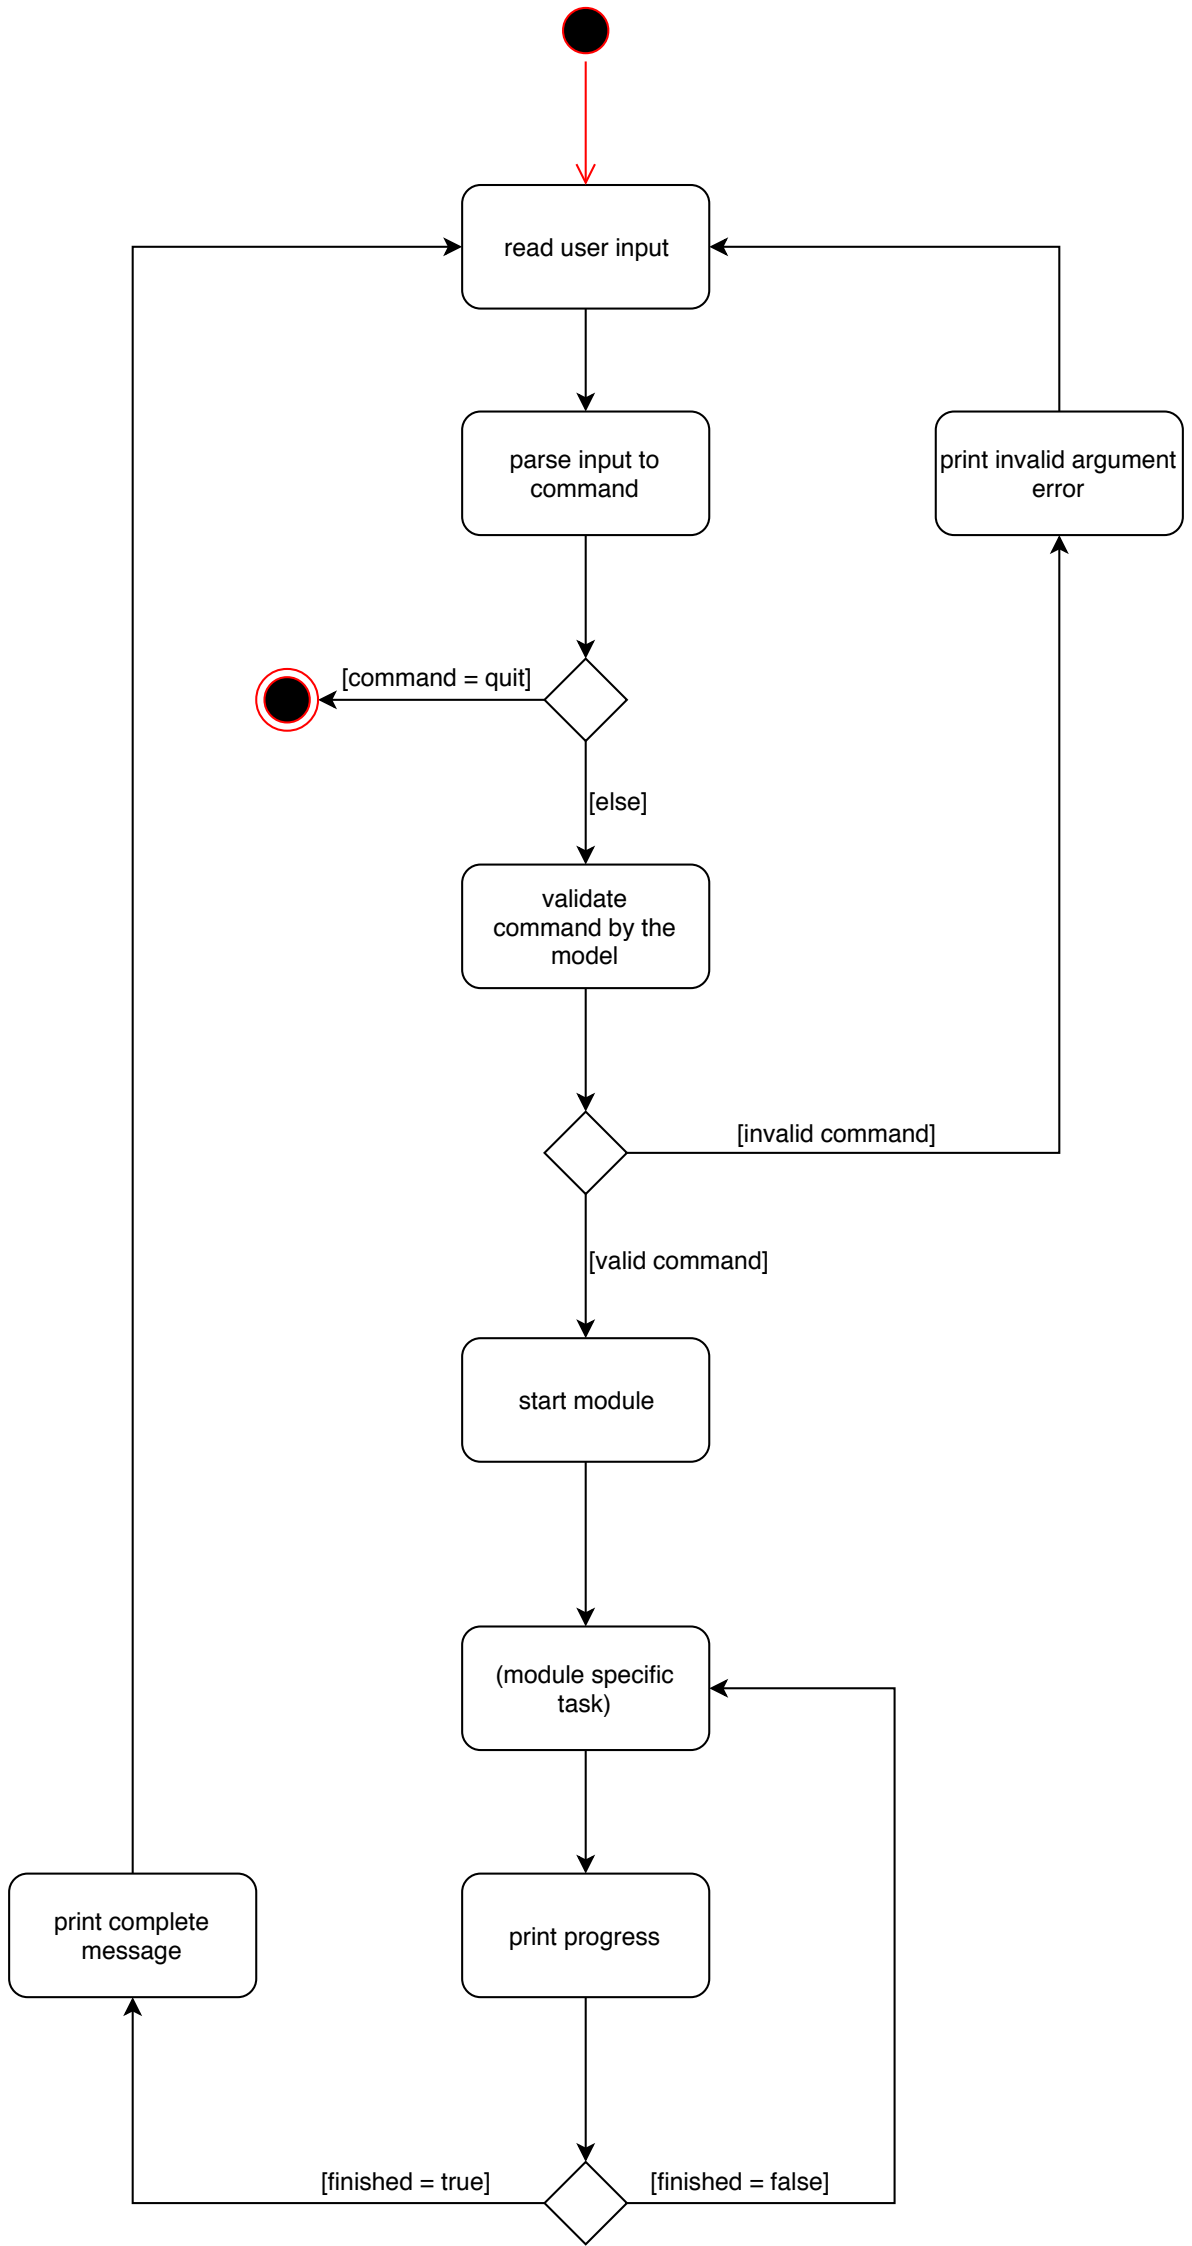 read user input
parse input to
command
print invalid argument
error
[command = quit]
[else]
validate
command by the
model
[invalid command]
[valid command]
start module
(module specific
task)
print complete
message
print progress
[finished = true]
[finished = false]